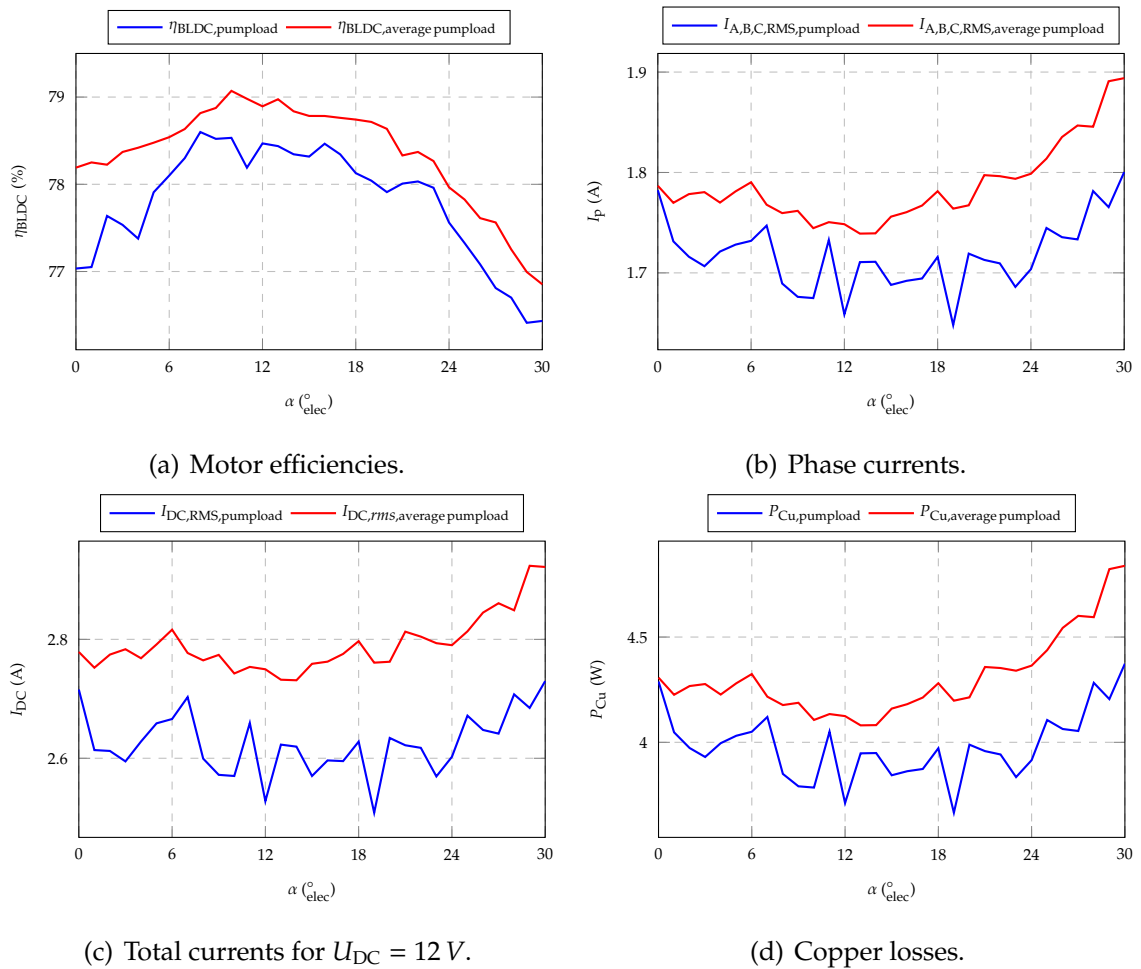 η_BLDC,pumpload η_BLDC,average pumpload
79
78
77
η_BLDC (%)
0 6 12 18 24 30
α (°_elec)
(a) Motor efficiencies.
I_A,B,C,RMS,pumpload I_A,B,C,RMS,average pumpload
1.9
1.8
1.7
I_p (A)
0 6 12 18 24 30
α (°_elec)
(b) Phase currents.
I_DC,RMS,pumpload I_DC,rms,average pumpload
2.8
2.6
I_DC (A)
0 6 12 18 24 30
α (°_elec)
(c) Total currents for U_DC = 12 V.
P_Cu,pumpload P_Cu,average pumpload
4.5
4
P_Cu (W)
0 6 12 18 24 30
α (°_elec)
(d) Copper losses.